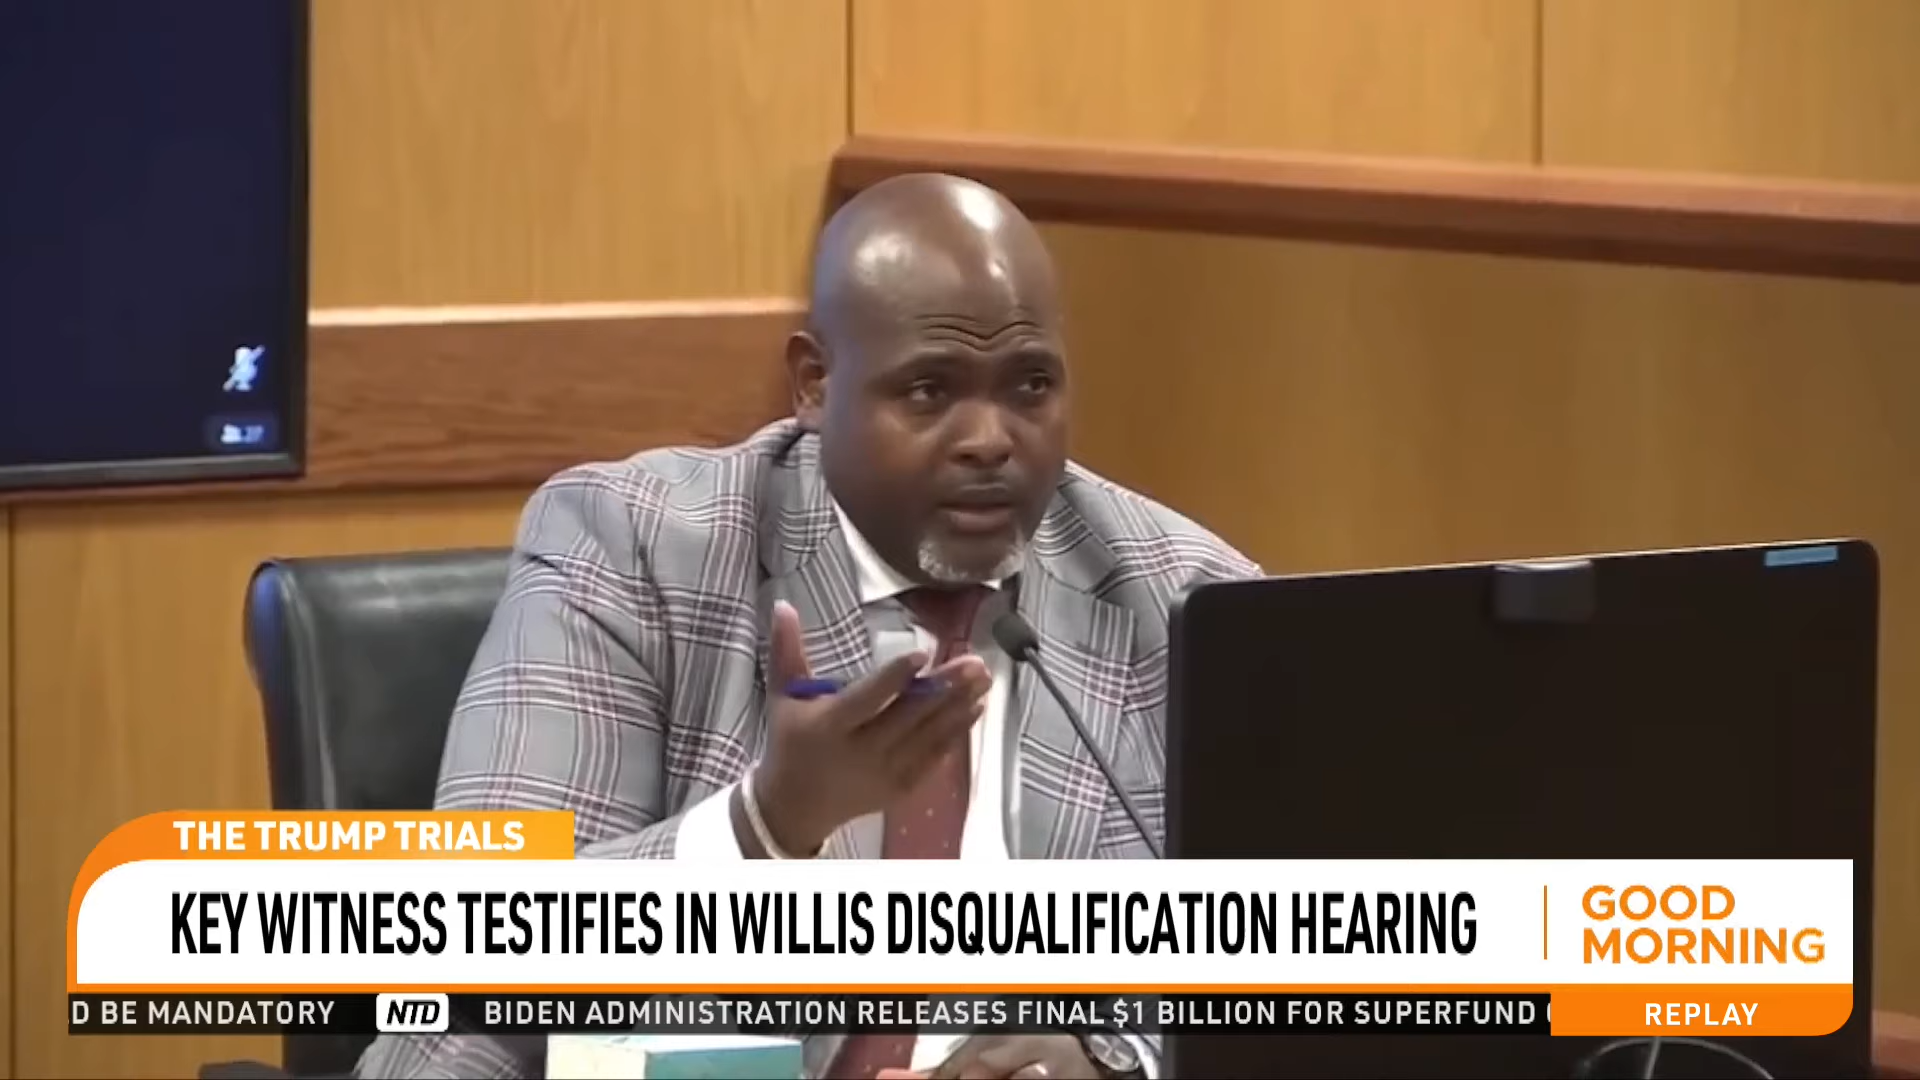 THE TRUMP TRIALS
KEY WITNESS TESTIFIES IN WILLIS DISQUALIFICATION HEARING
GOOD
MORNING
D BE MANDATORY NTD BIDEN ADMINISTRATION RELEASES FINAL $1 BILLION FOR SUPERFUND
REPLAY